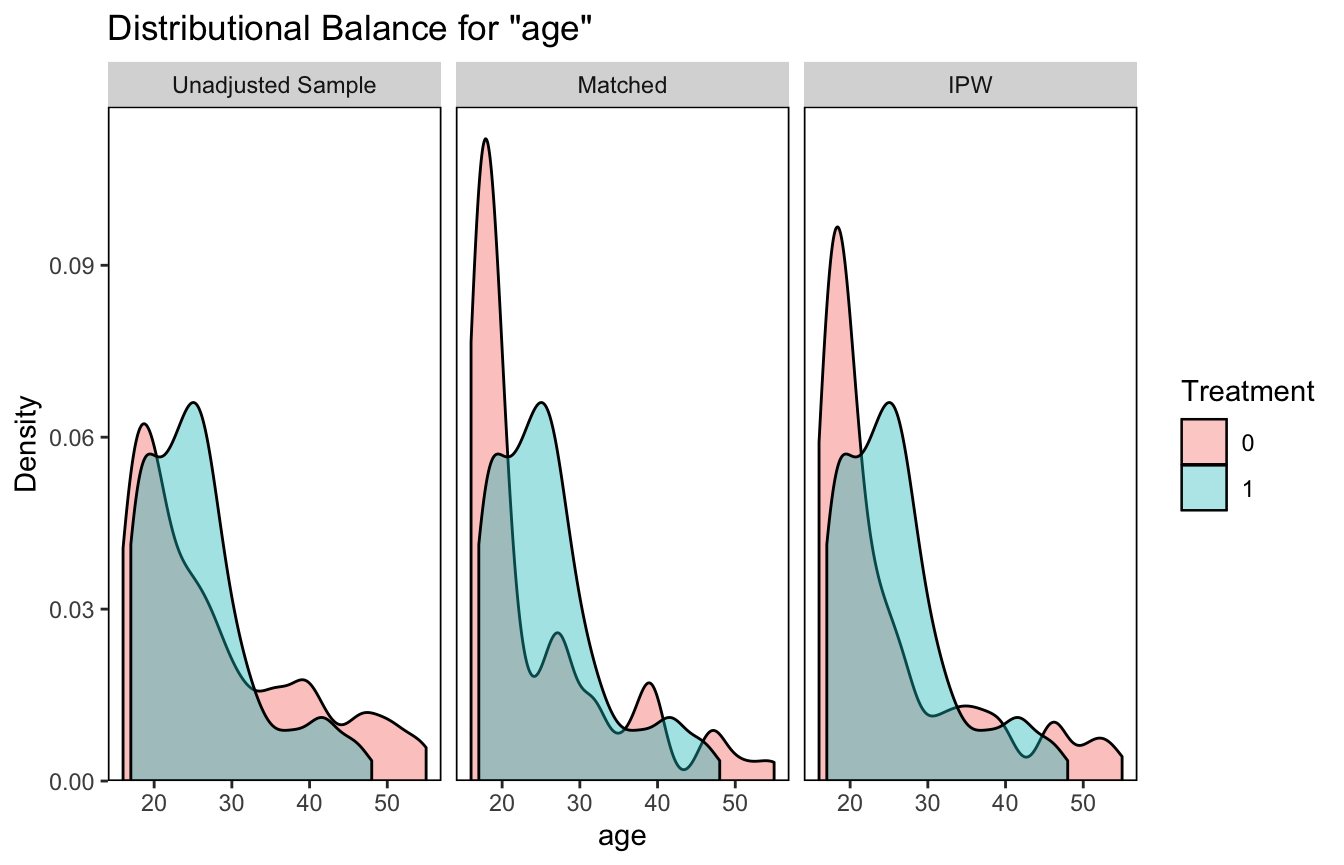 Distributional Balance for "age"
Unadjusted Sample
Matched
IPW
Density
0.09
0.06
0.03
0.00
20 30 40 50
20 30 40 50
20 30 40 50
age
Treatment
0
1